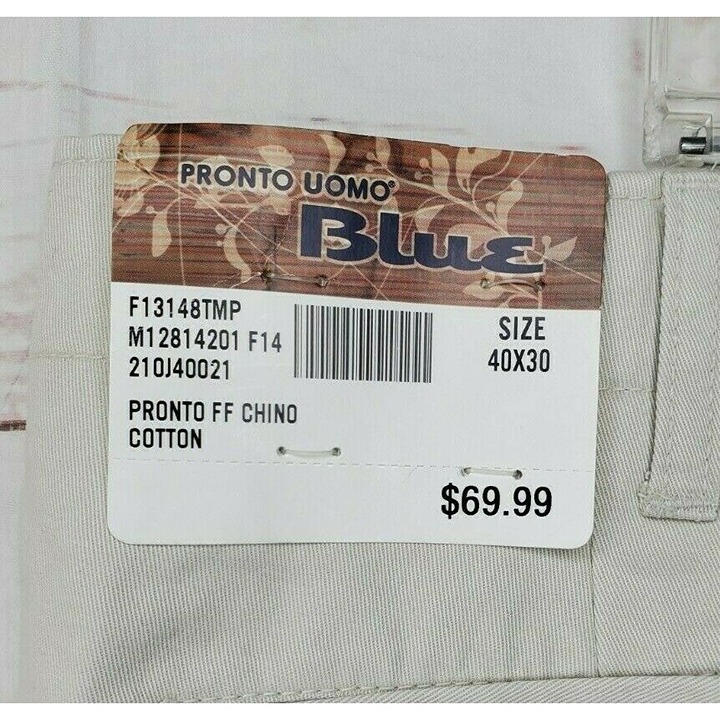 PRONTO UOMO®
BLUE
F13148TMP
M12814201 F14
210J40021
SIZE
40X30
PRONTO FF CHINO
COTTON
$69.99